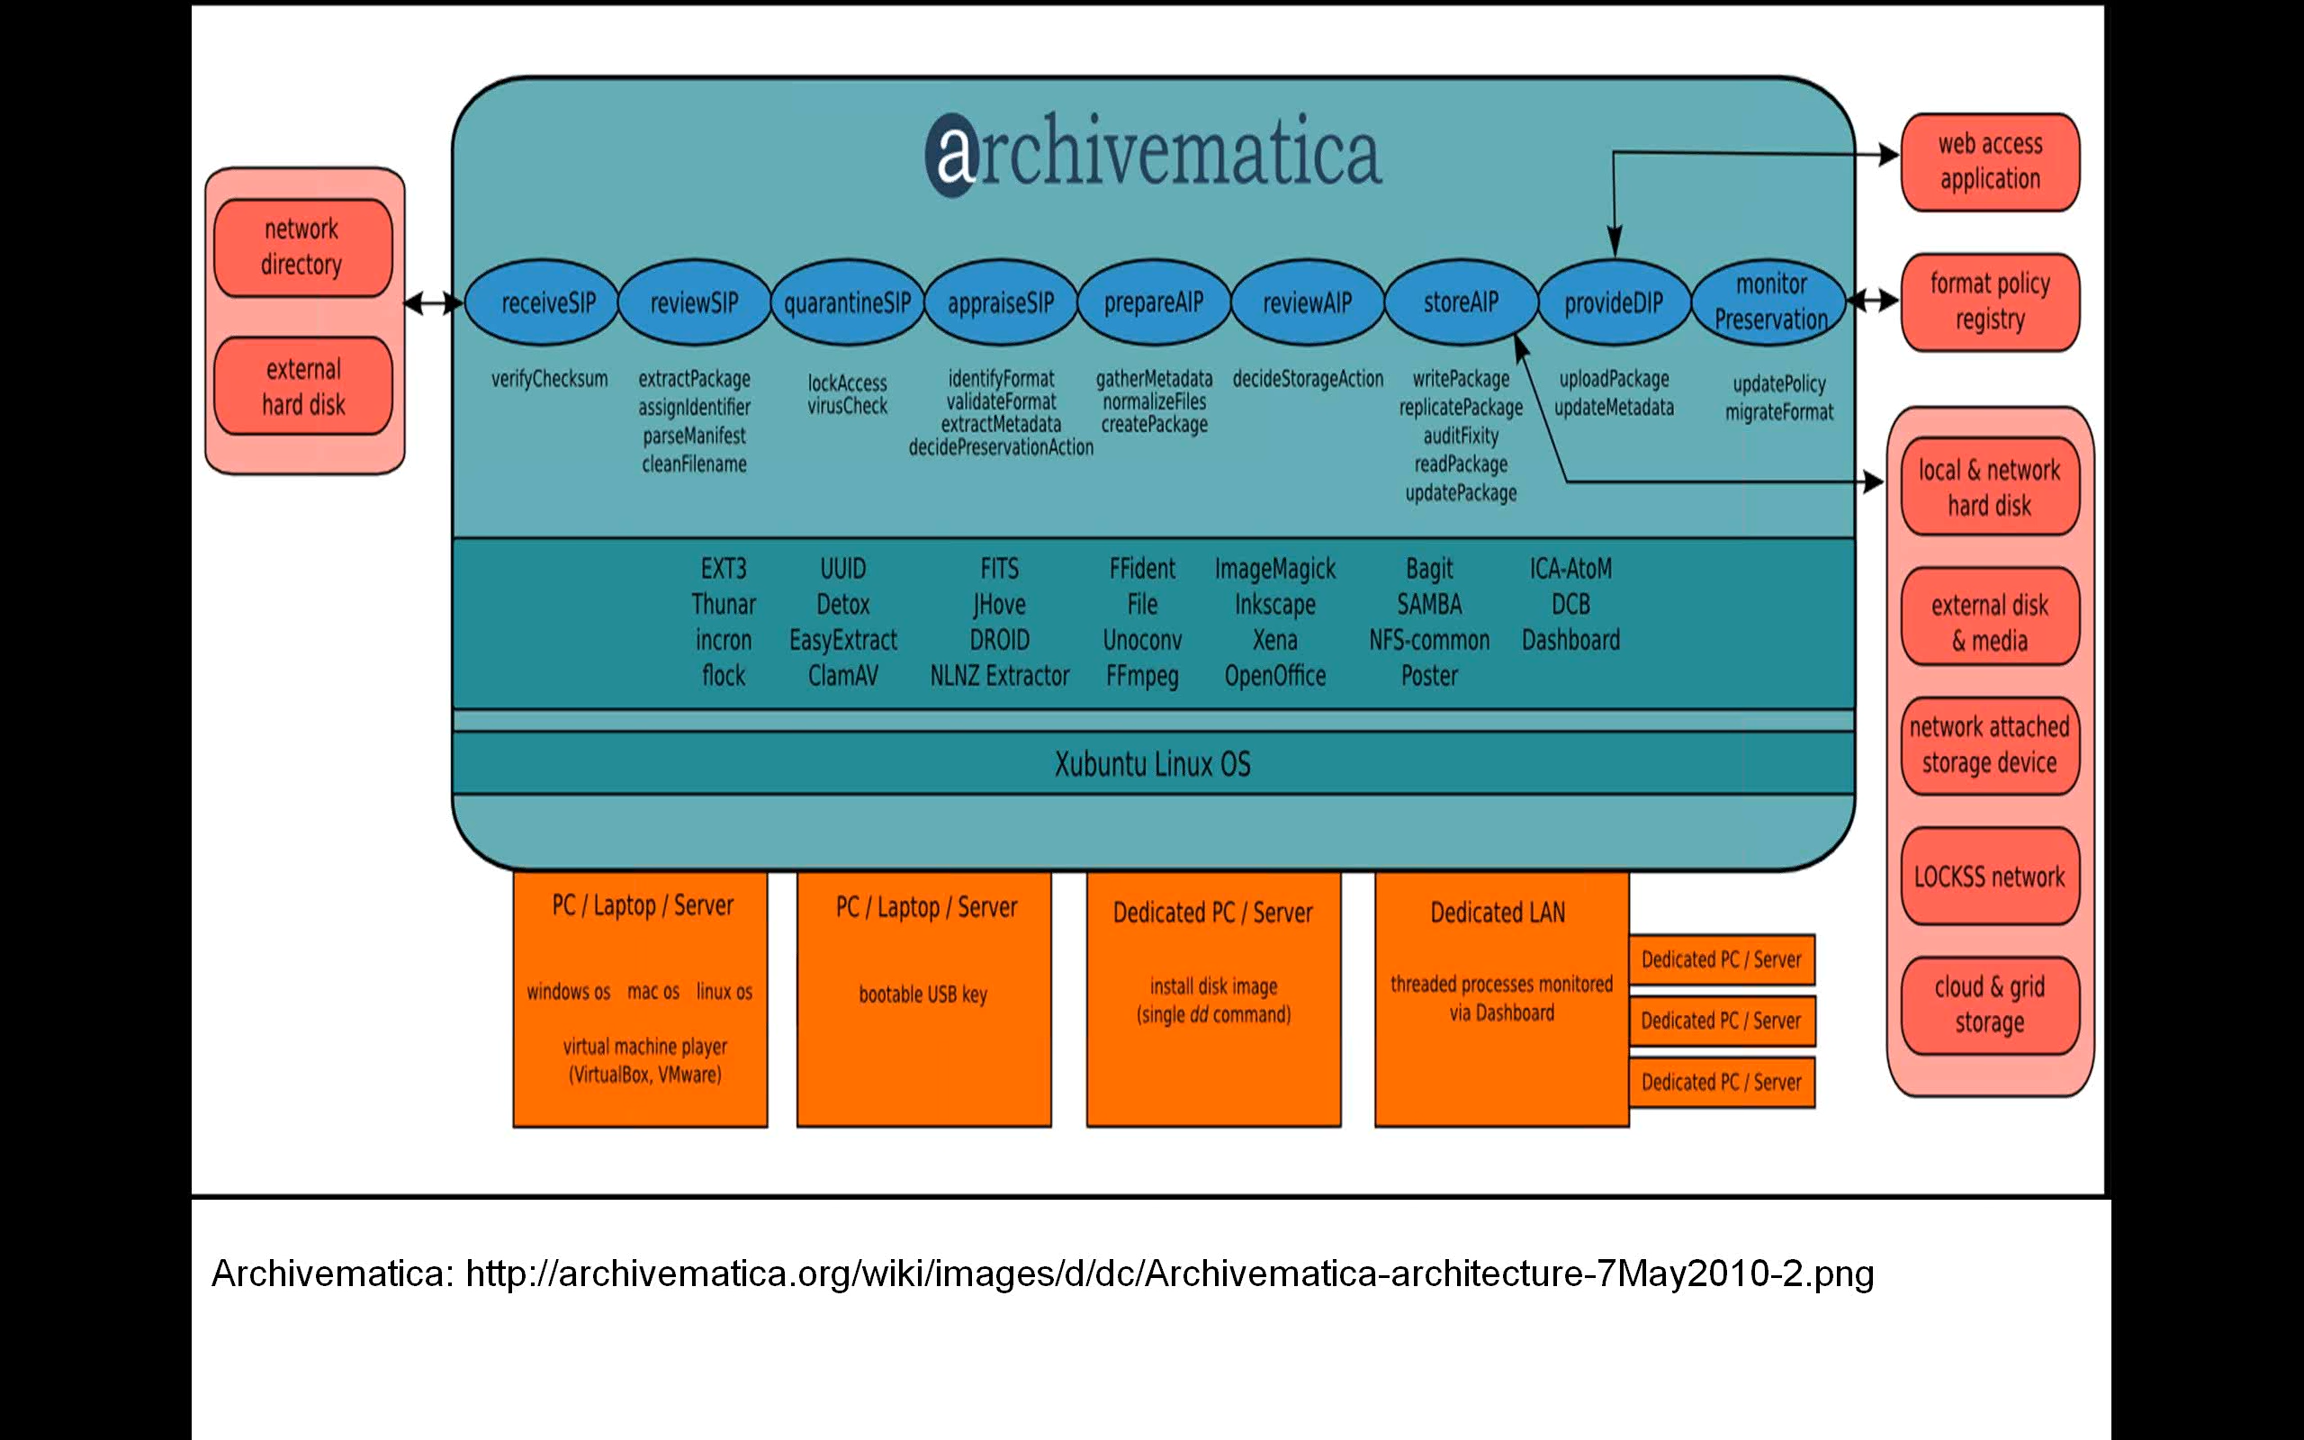 archivematica
network
directory
external
hard disk
receiveSIP
verifyChecksum
reviewSIP
extractPackage
assignIdentifier
parseManifest
cleanFilename
quarantineSIP
lockAccess
virusCheck
appraiseSIP
identifyFormat
validateFormat
extractMetadata
decidePreservationAction
prepareAIP
gatherMetadata
normalizeFiles
createPackage
reviewAIP
decideStorageAction
storeAIP
writePackage
replicatePackage
auditFixity
readPackage
updatePackage
provideDIP
uploadPackage
updateMetadata
monitor
Preservation
updatePolicy
migrateFormat
web access
application
format policy
registry
local & network
hard disk
external disk
& media
network attached
storage device
LOCKSS network
cloud & grid
storage
EXT3
Thunar
incron
flock
UUID
Detox
EasyExtract
ClamAV
FITS
JHove
DROID
NLNZ Extractor
FFident
File
Unoconv
FFmpeg
ImageMagick
Inkscape
Xena
OpenOffice
Bagit
SAMBA
NFS-common
Poster
ICA-AtoM
DCB
Dashboard
Xubuntu Linux OS
PC / Laptop / Server
windows os mac os linux os
virtual machine player
(VirtualBox, VMware)
PC / Laptop / Server
bootable USB key
Dedicated PC / Server
install disk image
(single dd command)
Dedicated LAN
threaded processes monitored
via Dashboard
Dedicated PC / Server
Dedicated PC / Server
Dedicated PC / Server
Archivematica: http://archivematica.org/wiki/images/d/dc/Archivematica-architecture-7May2010-2.png